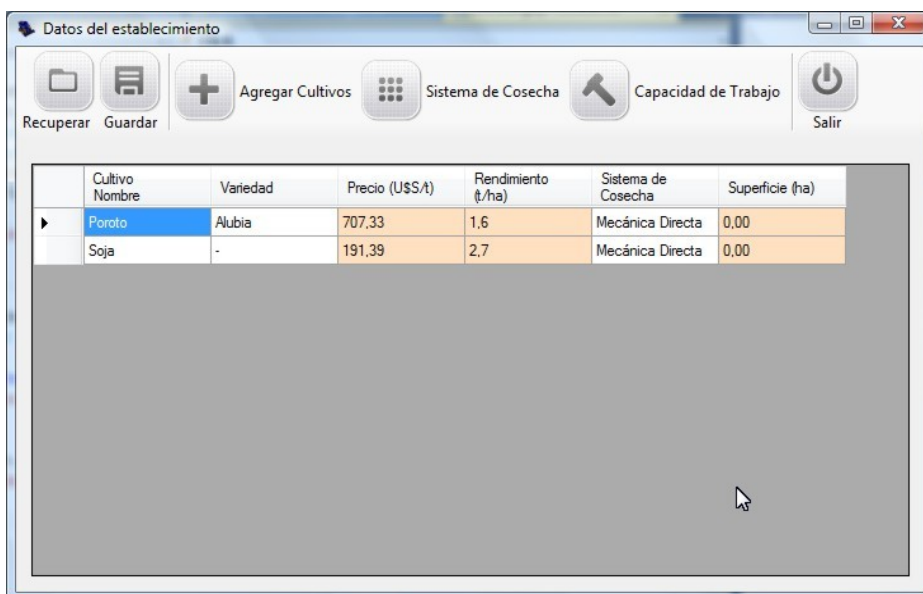 Datos del establecimiento
Agregar Cultivos
Sistema de Cosecha
Capacidad de Trabajo
Recuperar
Guardar
Salir
Cultivo Nombre Variedad Precio (U$S/t) Rendimiento (t/ha) Sistema de Cosecha Superficie (ha)
Poroto Alubia 707,33 1,6 Mecánica Directa 0,00
Soja - 191,39 2,7 Mecánica Directa 0,00